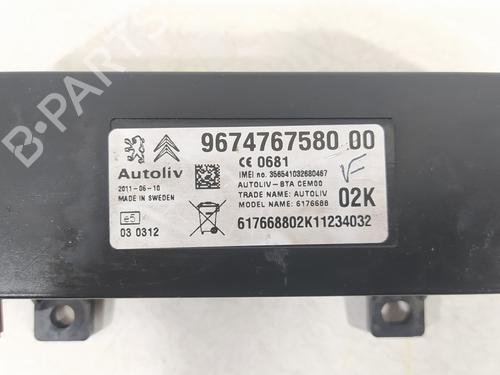 9674767580 00
Autoliv
2011-06-10
MADE IN SWEDEN
e5
03 0312
CE 0681
IMEI no. 356541032680467
AUTOLIV-BTA CEM00
TRADE NAME: AUTOLIV
MODEL NAME: 6176688
02K
617668802K11234032
B-PARTS